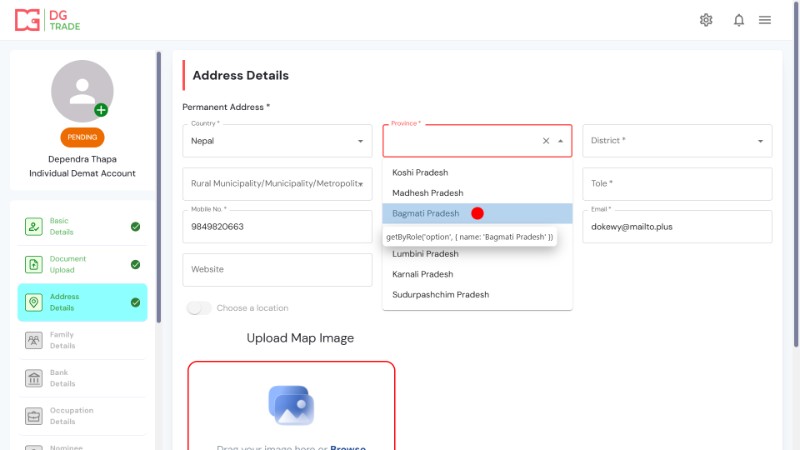 DG
TRADE
PENDING
Dependra Thapa
Individual Demat Account
Basic
Details
Document
Upload
Address
Details
Family
Details
Bank
Details
Occupation
Details
Nominee
Address Details
Permanent Address *
Country *
Nepal
Province *
District *
Rural Municipality/Municipality/Metropolit
Tole *
Mobile No. *
9849820663
Email *
dokewy@mailto.plus
Website
Koshi Pradesh
Madhesh Pradesh
Bagmati Pradesh
getByRole('option', { name: 'Bagmati Pradesh' })
Lumbini Pradesh
Karnali Pradesh
Sudurpashchim Pradesh
Choose a location
Upload Map Image
Drag your image here or Browse